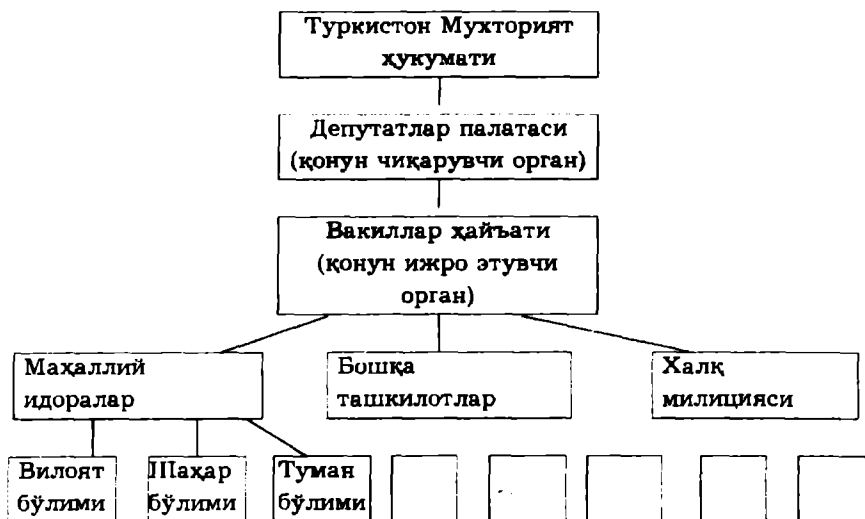 Туркистон Мухторият
ҳукумати
Депутатлар палатаси
(қонун чиқарувчи орган)
Вакиллар ҳайъати
(қонун ижро этувчи
орган)
Маҳаллий
идоралар
Бошқа
ташкилотлар
Халқ
милицияси
Вилоят
бўлими
Шаҳар
бўлими
Туман
бўлими